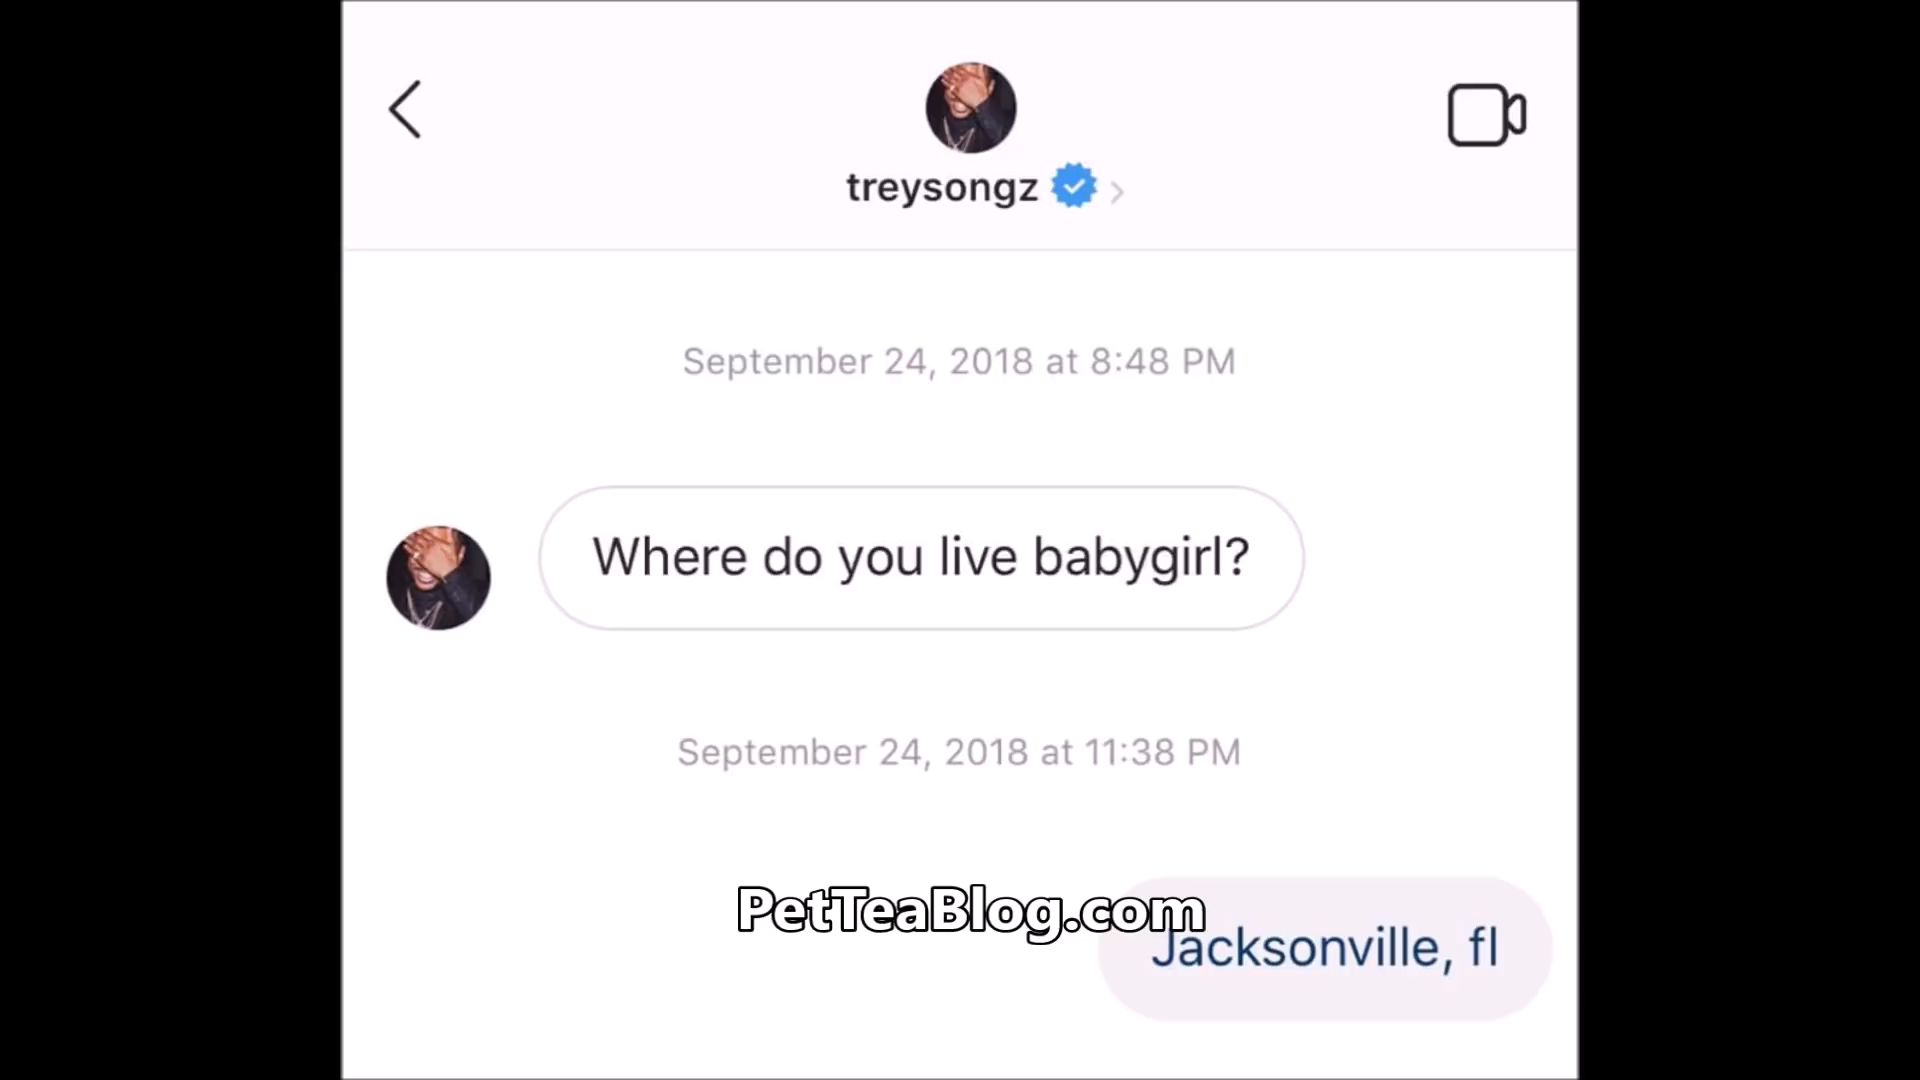 treysongz
September 24, 2018 at 8:48 PM
Where do you live babygirl?
September 24, 2018 at 11:38 PM
PetTeaBlog.com
Jacksonville, fl